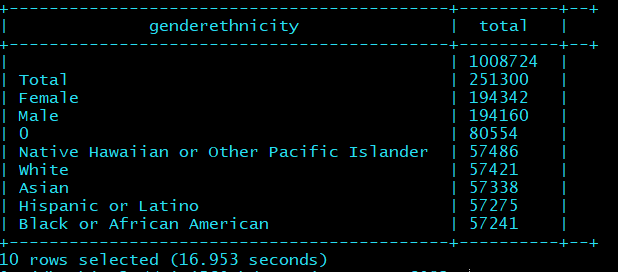 genderethnicity | total
| 1008724
Total | 251300
Female | 194342
Male | 194160
0 | 80554
Native Hawaiian or Other Pacific Islander | 57486
White | 57421
Asian | 57338
Hispanic or Latino | 57275
Black or African American | 57241
10 rows selected (16.953 seconds)